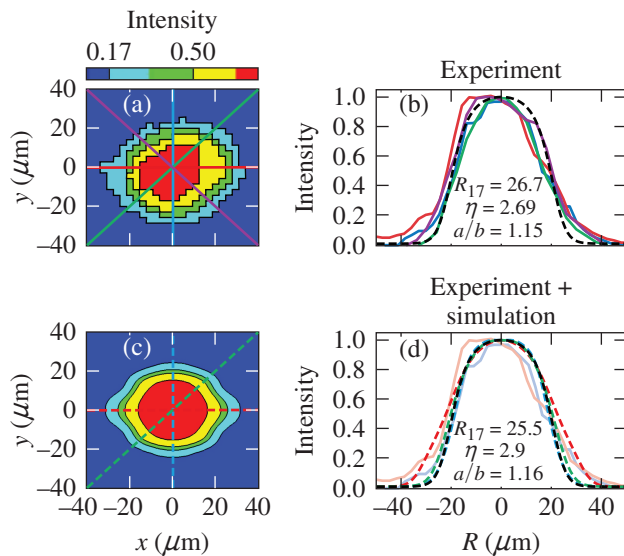 Intensity
0.17 0.50
Experiment
40
20
0
–20
–40
y (μm)
(a)
1.0
0.8
0.6
0.4
0.2
0.0
Intensity
(b)
R17 = 26.7
η = 2.69
a/b = 1.15
Experiment +
simulation
40
20
0
–20
–40
y (μm)
(c)
–40 –20 0 20 40
x (μm)
1.0
0.8
0.6
0.4
0.2
0.0
Intensity
(d)
R17 = 25.5
η = 2.9
a/b = 1.16
–40 –20 0 20 40
R (μm)